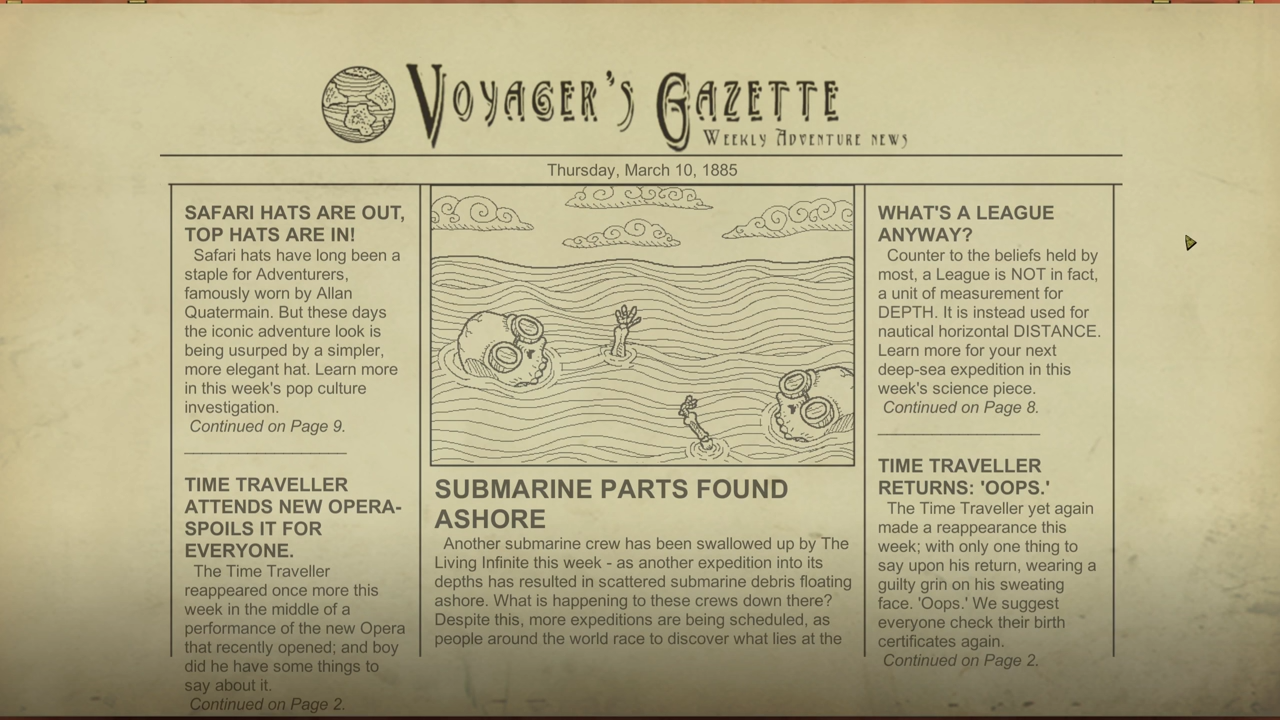 VOYAGER'S GAZETTE
WEEKLY ADVENTURE NEWS
Thursday, March 10, 1885
SAFARI HATS ARE OUT,
TOP HATS ARE IN!
Safari hats have long been a
staple for Adventurers,
famously worn by Allan
Quatermain. But these days
the iconic adventure look is
being usurped by a simpler,
more elegant hat. Learn more
in this week's pop culture
investigation.
Continued on Page 9.
TIME TRAVELLER
ATTENDS NEW OPERA-
SPOILS IT FOR
EVERYONE.
The Time Traveller
reappeared once more this
week in the middle of a
performance of the new Opera
that recently opened; and boy
did he have some things to
say about it.
Continued on Page 2.
SUBMARINE PARTS FOUND
ASHORE
Another submarine crew has been swallowed up by The
Living Infinite this week - as another expedition into its
depths has resulted in scattered submarine debris floating
ashore. What is happening to these crews down there?
Despite this, more expeditions are being scheduled, as
people around the world race to discover what lies at the
WHAT'S A LEAGUE
ANYWAY?
Counter to the beliefs held by
most, a League is NOT in fact,
a unit of measurement for
DEPTH. It is instead used for
nautical horizontal DISTANCE.
Learn more for your next
deep-sea expedition in this
week's science piece.
Continued on Page 8.
TIME TRAVELLER
RETURNS: 'OOPS.'
The Time Traveller yet again
made a reappearance this
week; with only one thing to
say upon his return, wearing a
guilty grin on his sweating
face. 'Oops.' We suggest
everyone check their birth
certificates again.
Continued on Page 2.